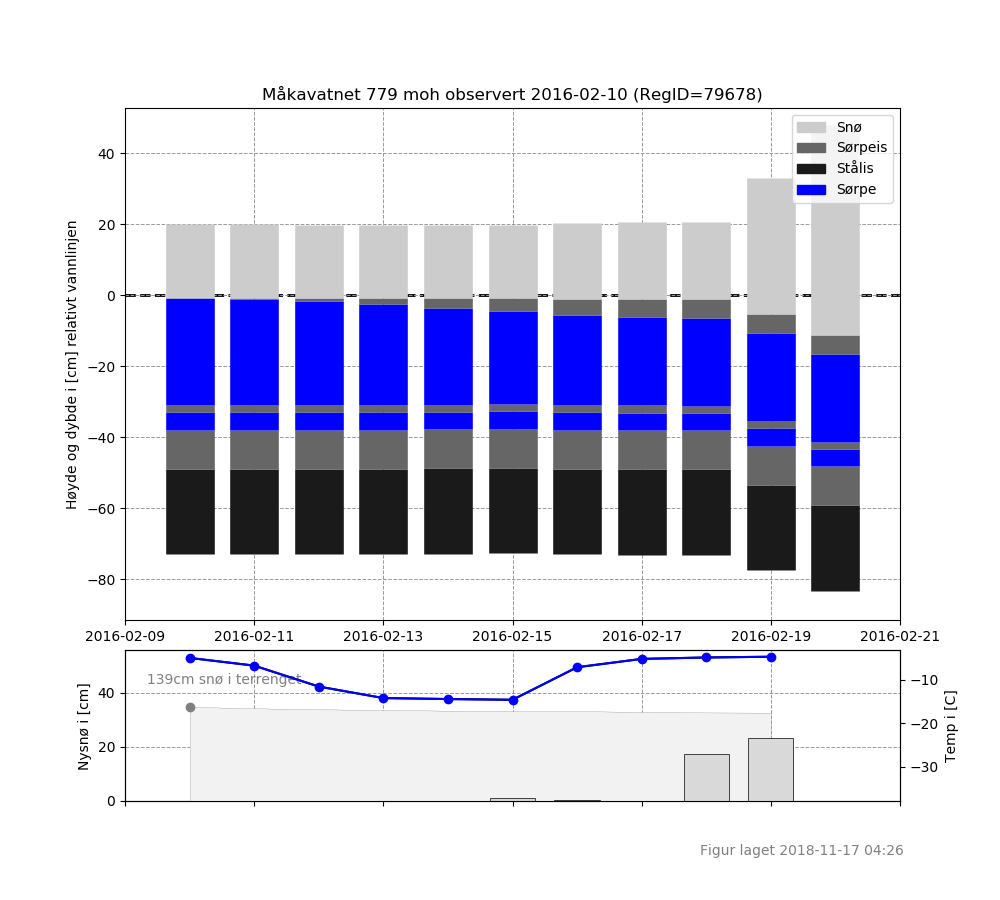 Måkavatnet 779 moh observert 2016-02-10 (RegID=79678)
Snø
Sørpeis
Stålis
Sørpe
Høyde og dybde i [cm] relativt vannlinjen
40
20
0
−20
−40
−60
−80
2016-02-09 2016-02-11 2016-02-13 2016-02-15 2016-02-17 2016-02-19 2016-02-21
139cm snø i terrenget
Nysnø i [cm]
40
20
0
−10
−20
−30
Temp i [C]
Figur laget 2018-11-17 04:26